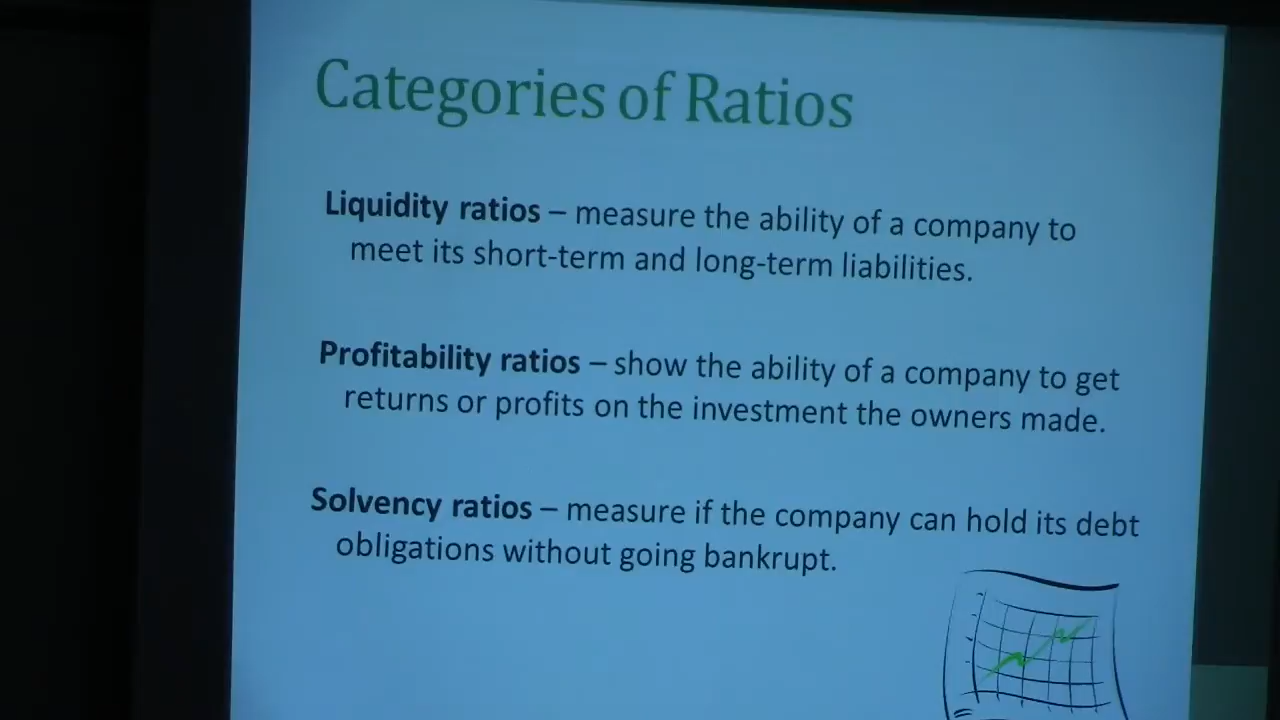 Categories of Ratios
Liquidity ratios – measure the ability of a company to
meet its short-term and long-term liabilities.
Profitability ratios – show the ability of a company to get
returns or profits on the investment the owners made.
Solvency ratios – measure if the company can hold its debt
obligations without going bankrupt.